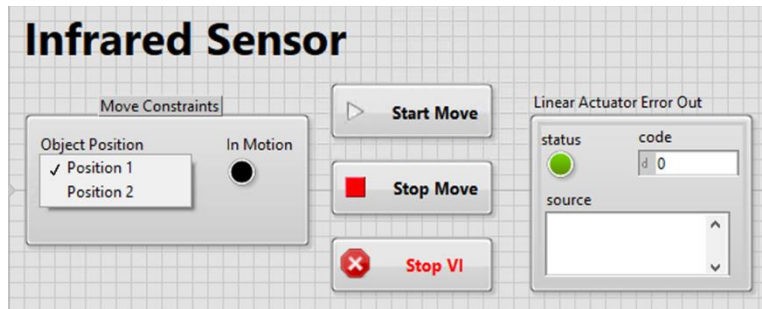 Infrared Sensor
Move Constraints
Object Position
In Motion
✓ Position 1
Position 2
Start Move
Stop Move
Stop VI
Linear Actuator Error Out
status
code
d 0
source